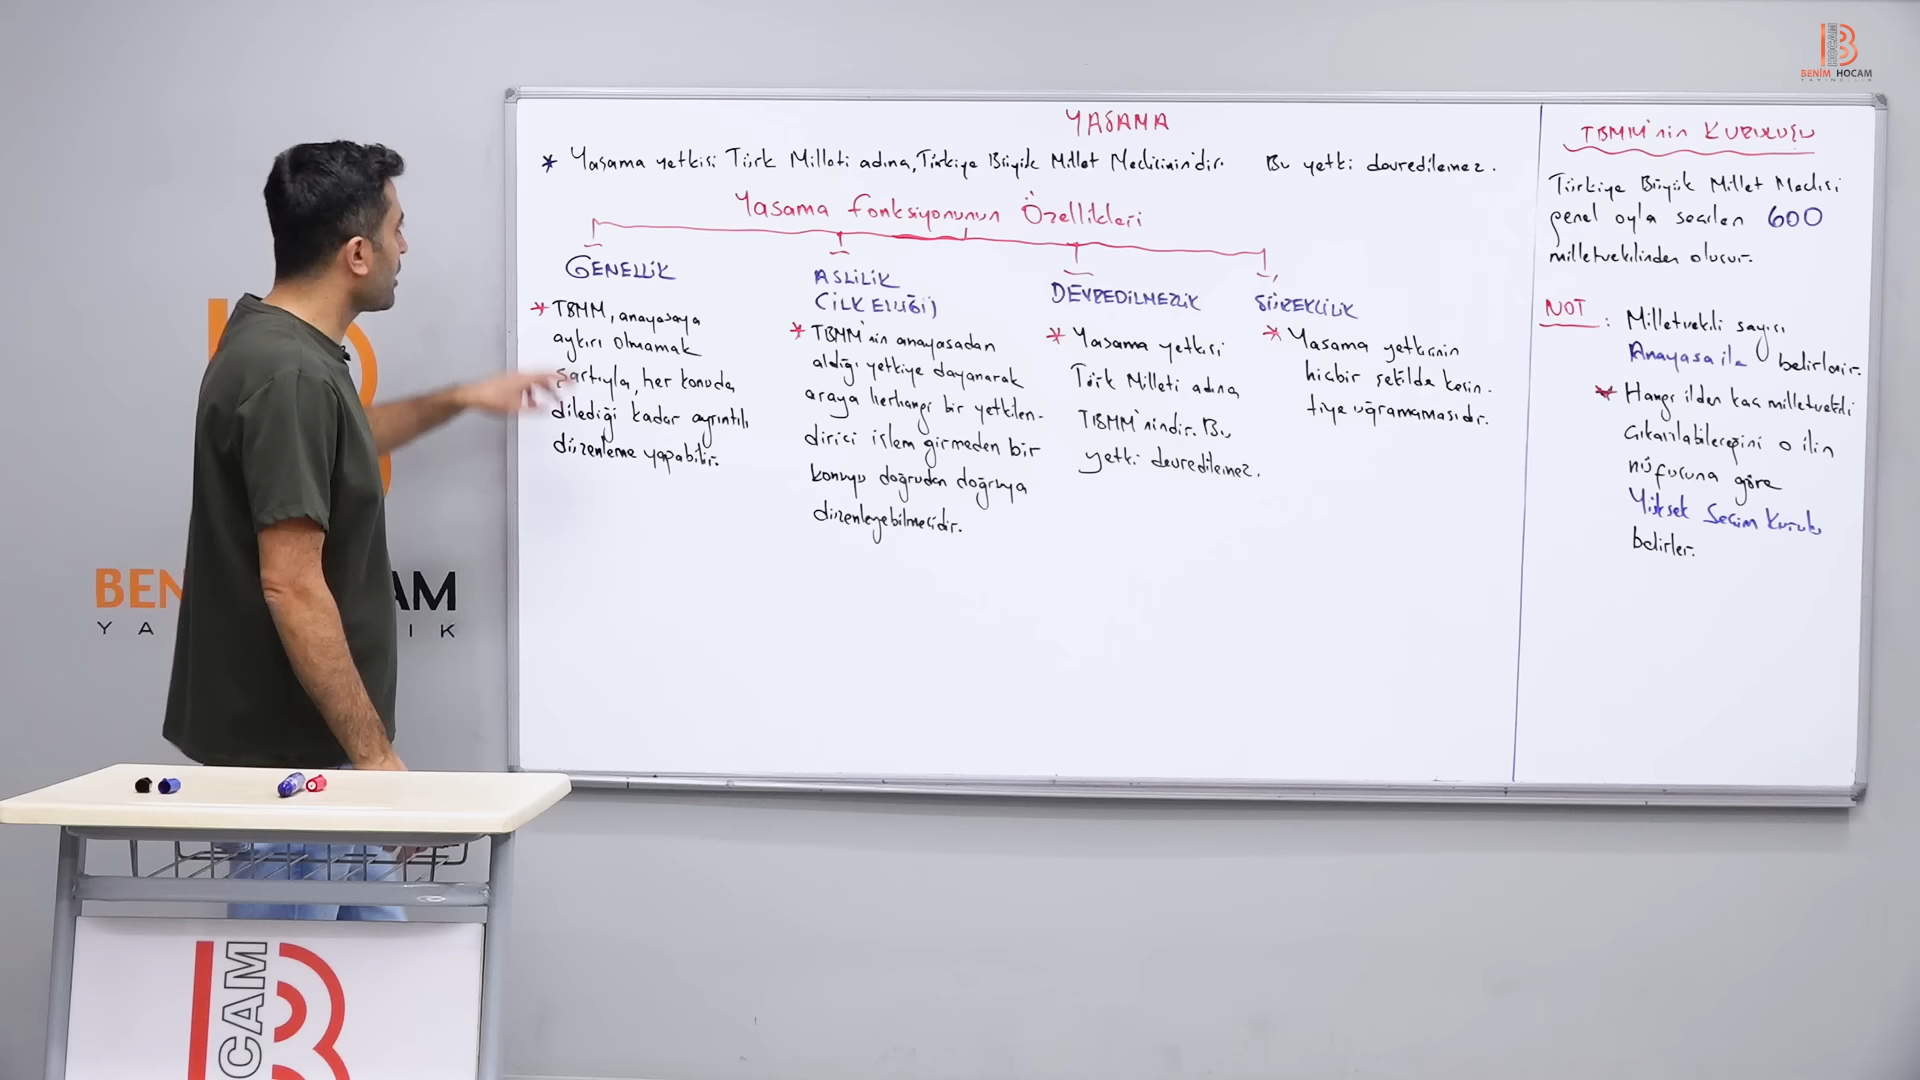 BENİM HOCAM
YAYINCILIK
YASAMA
* Yasama yetkisi Türk Milleti adına, Türkiye Büyük Millet Meclisinindir. Bu yetki devredilemez.
Yasama Fonksiyonunun Özellikleri
GENELLİK
* TBMM, anayasaya
aykırı olmamak
şartıyla, her konuda
dilediği kadar ayrıntılı
düzenleme yapabilir.
ASLİLİK
(İLK ELLİĞİ)
* TBMM'nin anayasadan
aldığı yetkiye dayanarak
araya herhangi bir yetkilen-
dirici işlem girmeden bir
konuyu doğrudan doğruya
düzenleyebilmesidir.
DEVREDİLMEZLİK
* Yasama yetkisi
Türk Milleti adına
TBMM'nindir. Bu
yetki devredilemez.
SÜREKLİLİK
* Yasama yetkisinin
hiçbir şekilde kesin-
tiye uğramamasıdır.
TBMM'nin KURULUŞU
Türkiye Büyük Millet Meclisi
genel oyla seçilen 600
milletvekilinden oluşur.
NOT : Milletvekili sayısı
Anayasa ile belirlenir.
* Hangi ilden kaç milletvekili
çıkarılabileceğini o ilin
nüfusuna göre
Yüksek Seçim Kurulu
belirler.
BEN AM
YA IK
B
CAM